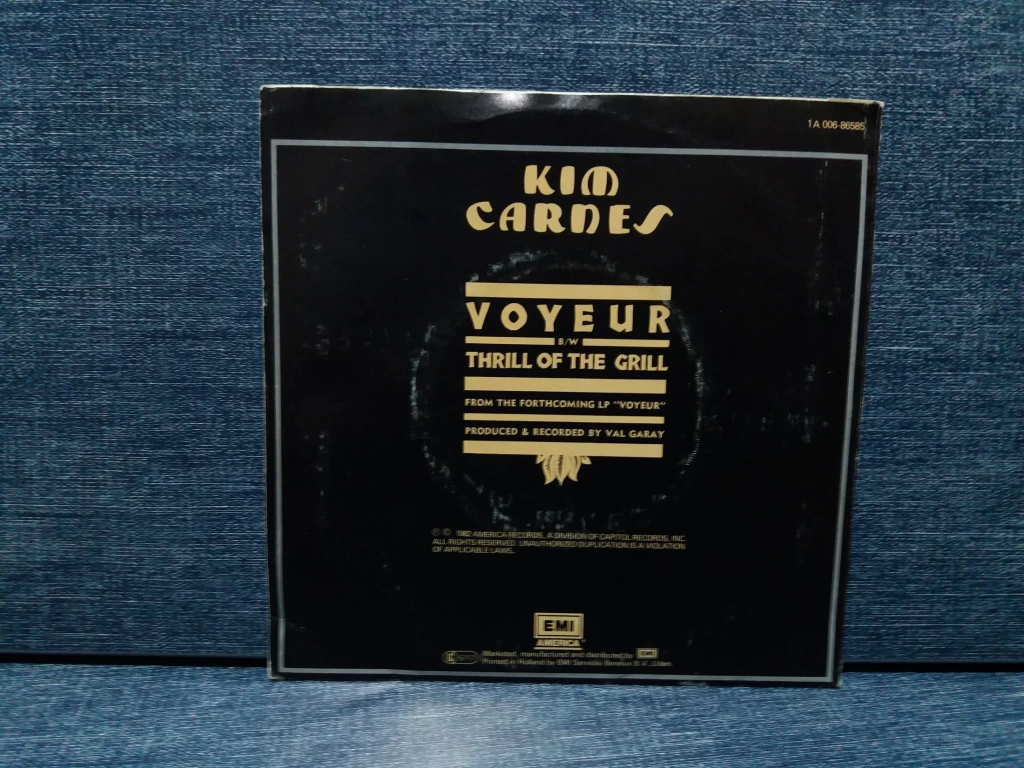 1A 006-86585
KIM
CARNES
VOYEUR
B/W
THRILL OF THE GRILL
FROM THE FORTHCOMING LP "VOYEUR"
PRODUCED & RECORDED BY VAL GARAY
Ⓟ © 1982 AMERICA RECORDS, A DIVISION OF CAPITOL RECORDS, INC.
ALL RIGHTS RESERVED. UNAUTHORIZED DUPLICATION IS A VIOLATION
OF APPLICABLE LAWS.
EMI
AMERICA
Marketed, manufactured and distributed by EMI
Printed in Holland by EMI Services Benelux B.V., Uden.